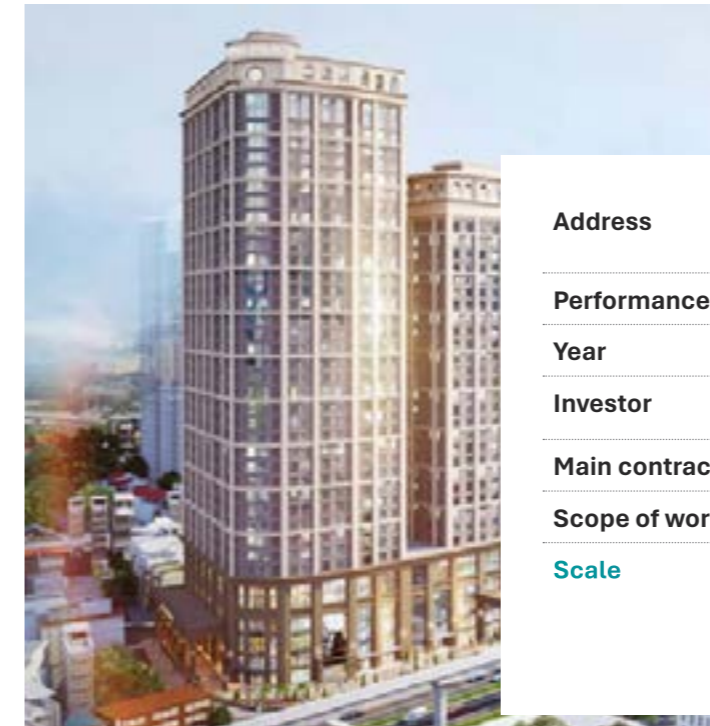 Address
Performance
Year
Investor
Main contrac
Scope of wor
Scale